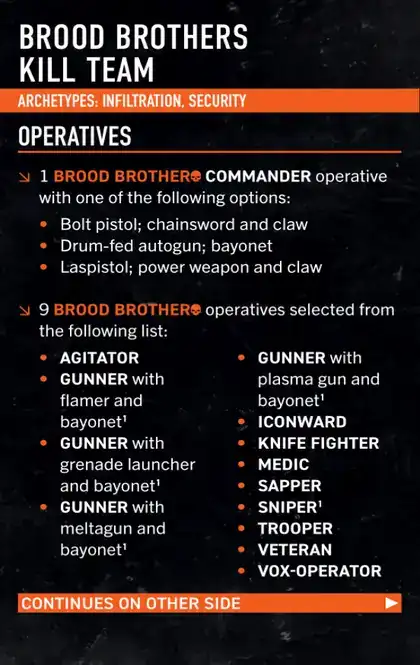 BROOD BROTHERS
KILL TEAM
ARCHETYPES: INFILTRATION, SECURITY
OPERATIVES
1 BROOD BROTHER COMMANDER operative
with one of the following options:
• Bolt pistol; chainsword and claw
• Drum-fed autogun; bayonet
• Laspistol; power weapon and claw
9 BROOD BROTHER operatives selected from
the following list:
• AGITATOR
• GUNNER with
flamer and
bayonet¹
• GUNNER with
grenade launcher
and bayonet¹
• GUNNER with
meltagun and
bayonet¹
• GUNNER with
plasma gun and
bayonet¹
• ICONWARD
• KNIFE FIGHTER
• MEDIC
• SAPPER
• SNIPER¹
• TROOPER
• VETERAN
• VOX-OPERATOR
CONTINUES ON OTHER SIDE